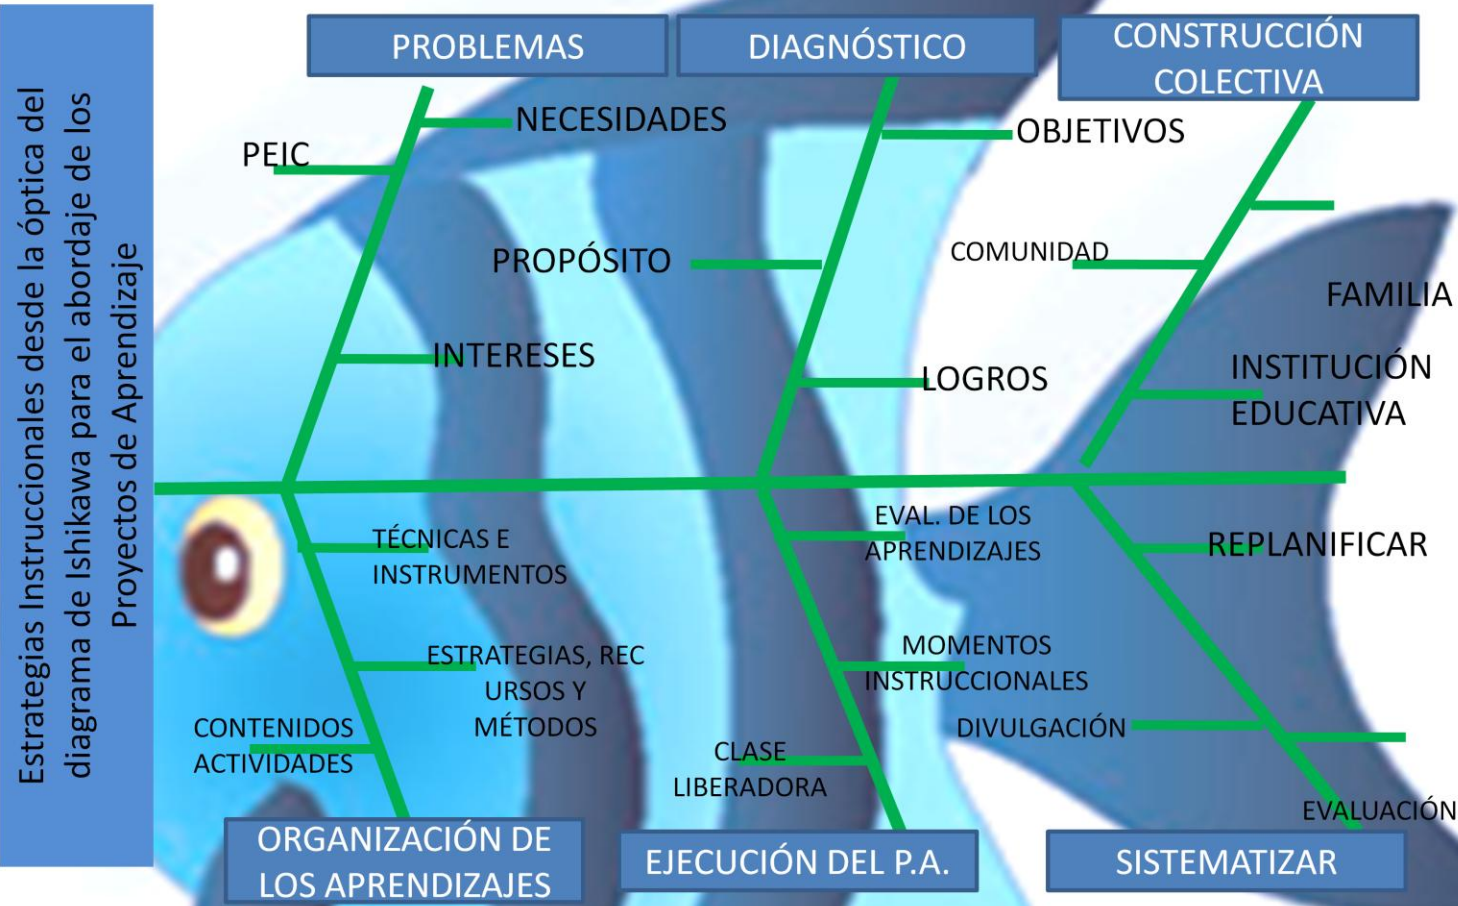 Estrategias Instruccionales desde la óptica del
diagrama de Ishikawa para el abordaje de los
Proyectos de Aprendizaje
PROBLEMAS
NECESIDADES
PEIC
INTERESES
DIAGNÓSTICO
OBJETIVOS
PROPÓSITO
LOGROS
CONSTRUCCIÓN
COLECTIVA
COMUNIDAD
FAMILIA
INSTITUCIÓN
EDUCATIVA
TÉCNICAS E
INSTRUMENTOS
ESTRATEGIAS, REC
URSOS Y
MÉTODOS
CONTENIDOS
ACTIVIDADES
ORGANIZACIÓN DE
LOS APRENDIZAJES
EVAL. DE LOS
APRENDIZAJES
MOMENTOS
INSTRUCCIONALES
CLASE
LIBERADORA
EJECUCIÓN DEL P.A.
REPLANIFICAR
DIVULGACIÓN
EVALUACIÓN
SISTEMATIZAR